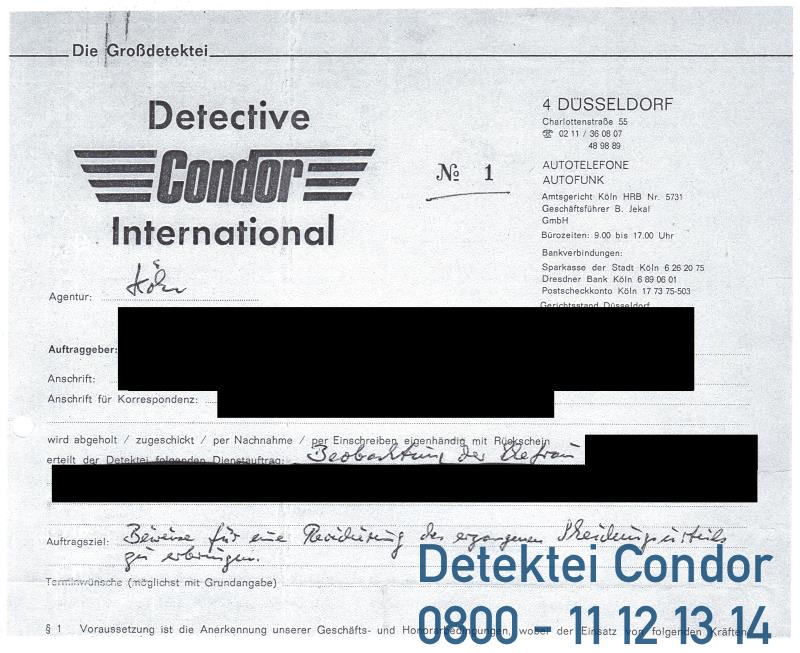 Die Großdetektei
Detective
Condor
International
№ 1
4 DÜSSELDORF
Charlottenstraße 55
☎ 02 11 / 36 08 07
48 98 89
AUTOTELEFONE
AUTOFUNK
Amtsgericht Köln HRB Nr. 5731
Geschäftsführer B. Jekal
GmbH
Bürozeiten: 9.00 bis 17.00 Uhr
Bankverbindungen:
Sparkasse der Stadt Köln 6 26 20 75
Dresdner Bank Köln 6 89 06 01
Postscheckkonto Köln 17 73 75-503
Gerichtsstand Düsseldorf
Agentur: Köln
Auftraggeber:
Anschrift:
Anschrift für Korrespondenz:
wird abgeholt / zugeschickt / per Nachnahme / per Einschreiben eigenhändig mit Rückschein
erteilt der Detektei folgenden Dienstauftrag: Beobachtung der Ehefrau
Auftragsziel: Beweise für eine Revidierung des ergangenen Scheidungsurteils
zu erbringen.
Terminwünsche (möglichst mit Grundangabe)
Detektei Condor
0800 - 11 12 13 14
§ 1 Voraussetzung ist die Anerkennung unserer Geschäfts- und Honorarbedingungen, wobei der Einsatz von folgenden Kräften